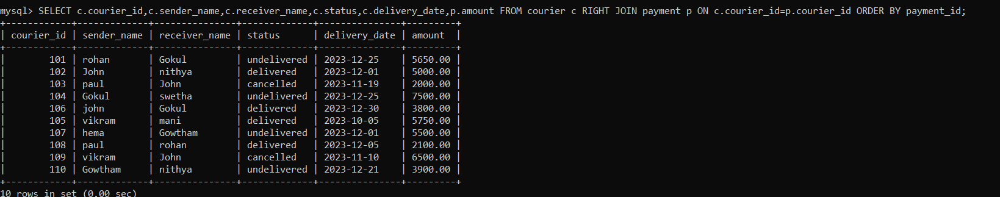 mysql> SELECT c.courier_id,c.sender_name,c.receiver_name,c.status,c.delivery_date,p.amount FROM courier c RIGHT JOIN payment p ON c.courier_id=p.courier_id ORDER BY payment_id;
+------------+-------------+---------------+-------------+---------------+---------+
| courier_id | sender_name | receiver_name | status      | delivery_date | amount  |
+------------+-------------+---------------+-------------+---------------+---------+
|        101 | rohan       | Gokul         | undelivered | 2023-12-25    | 5650.00 |
|        102 | John        | nithya        | delivered   | 2023-12-01    | 5000.00 |
|        103 | paul        | John          | cancelled   | 2023-11-19    | 2000.00 |
|        104 | Gokul       | swetha        | undelivered | 2023-12-25    | 7500.00 |
|        106 | john        | Gokul         | delivered   | 2023-12-30    | 3800.00 |
|        105 | vikram      | mani          | delivered   | 2023-10-05    | 5750.00 |
|        107 | hema        | Gowtham       | undelivered | 2023-12-01    | 5500.00 |
|        108 | paul        | rohan         | delivered   | 2023-12-05    | 2100.00 |
|        109 | vikram      | John          | cancelled   | 2023-11-10    | 6500.00 |
|        110 | Gowtham     | nithya        | undelivered | 2023-12-21    | 3900.00 |
+------------+-------------+---------------+-------------+---------------+---------+
10 rows in set (0.00 sec)